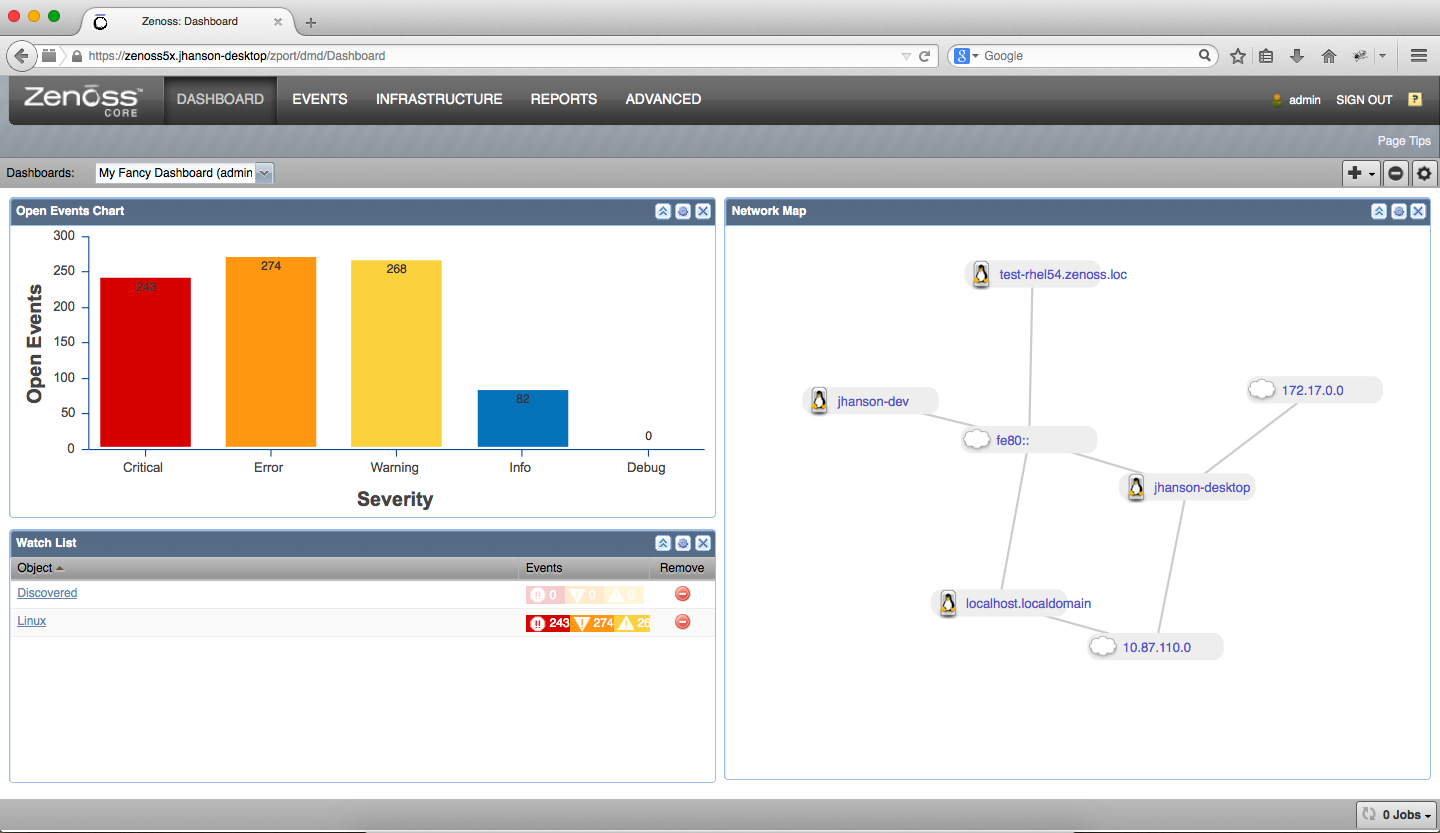 Zenoss: Dashboard
https://zenoss5x.jhanson-desktop/zport/dmd/Dashboard
Google
Zenoss™ CORE
DASHBOARD EVENTS INFRASTRUCTURE REPORTS ADVANCED
admin SIGN OUT ?
Page Tips
Dashboards: My Fancy Dashboard (admin
Open Events Chart
300
250
200
150
100
50
0
Open Events
243
274
268
82
0
Critical Error Warning Info Debug
Severity
Watch List
Object Events Remove
Discovered 0 0 0
Linux 243 274 26
Network Map
test-rhel54.zenoss.loc
172.17.0.0
jhanson-dev
fe80::
jhanson-desktop
localhost.localdomain
10.87.110.0
0 Jobs